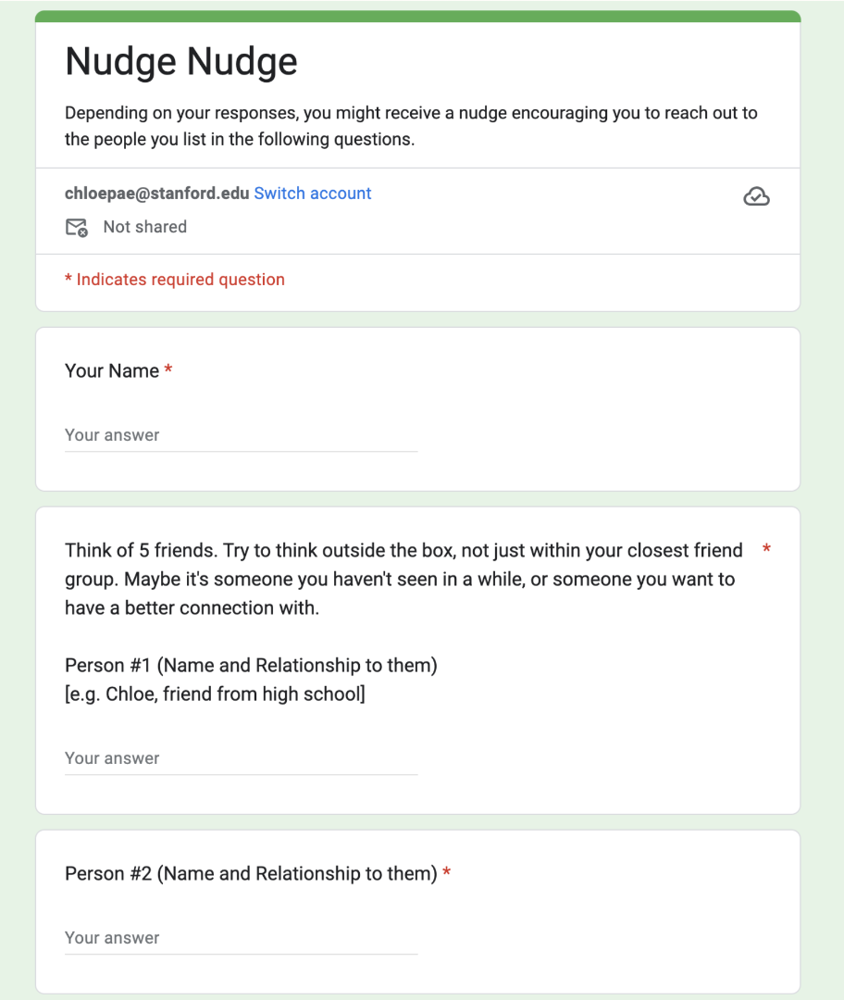 Nudge Nudge
Depending on your responses, you might receive a nudge encouraging you to reach out to
the people you list in the following questions.
chloepae@stanford.edu Switch account
Not shared
* Indicates required question
Your Name *
Your answer
Think of 5 friends. Try to think outside the box, not just within your closest friend *
group. Maybe it's someone you haven't seen in a while, or someone you want to
have a better connection with.
Person #1 (Name and Relationship to them)
[e.g. Chloe, friend from high school]
Your answer
Person #2 (Name and Relationship to them) *
Your answer